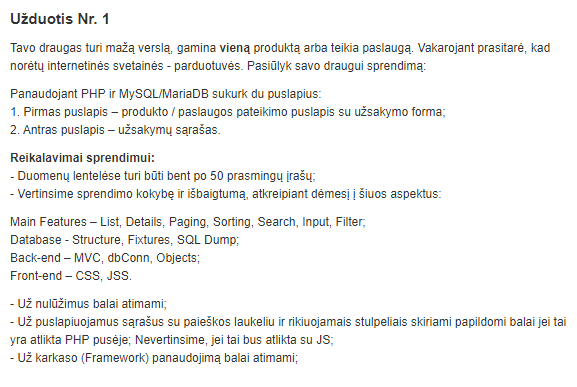 Užduotis Nr. 1
Tavo draugas turi mažą verslą, gamina vieną produktą arba teikia paslaugą. Vakarojant prasitarė, kad
norėtų internetinės svetainės - parduotuvės. Pasiūlyk savo draugui sprendimą:
Panaudojant PHP ir MySQL/MariaDB sukurk du puslapius:
1. Pirmas puslapis – produkto / paslaugos pateikimo puslapis su užsakymo forma;
2. Antras puslapis – užsakymų sąrašas.
Reikalavimai sprendimui:
- Duomenų lentelėse turi būti bent po 50 prasmingų įrašų;
- Vertinsime sprendimo kokybę ir išbaigtumą, atkreipiant dėmesį į šiuos aspektus:
Main Features – List, Details, Paging, Sorting, Search, Input, Filter;
Database - Structure, Fixtures, SQL Dump;
Back-end – MVC, dbConn, Objects;
Front-end – CSS, JSS.
- Už nulūžimus balai atimami;
- Už puslapiuojamus sąrašus su paieškos laukeliu ir rikiuojamais stulpeliais skiriami papildomi balai jei tai
yra atlikta PHP pusėje; Nevertinsime, jei tai bus atlikta su JS;
- Už karkaso (Framework) panaudojimą balai atimami;